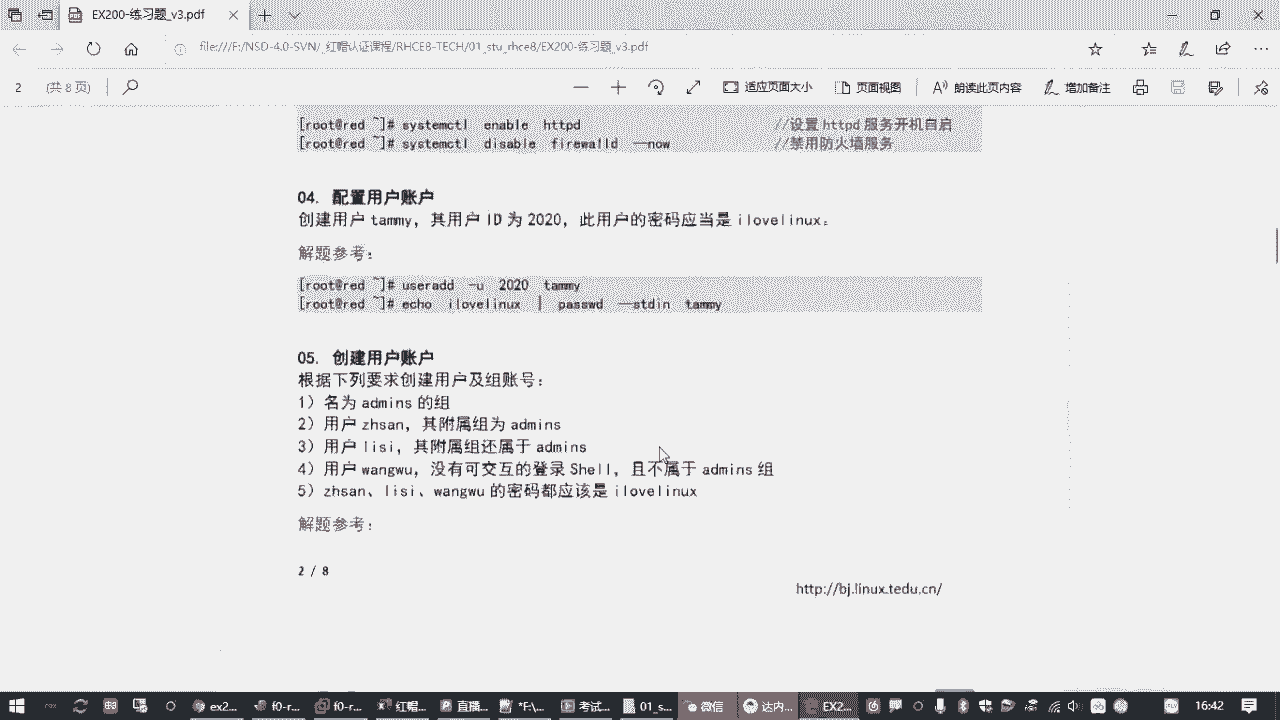 EX200-练习题_v3.pdf
file:///F:/NSD-4.0-SVN/_红帽认证课程/RHCE8-TECH/01_stu_rhce8/EX200-练习题_v3.pdf
2 (共 8 页) 适应页面大小 页面视图 朗读此页内容 增加备注
[root@red ~]# systemctl enable httpd //设置 httpd 服务开机自启
[root@red ~]# systemctl disable firewalld --now //禁用防火墙服务
04. 配置用户账户
创建用户 tammy，其用户 ID 为 2020，此用户的密码应当是 ilovelinux。
解题参考：
[root@red ~]# useradd -u 2020 tammy
[root@red ~]# echo ilovelinux | passwd --stdin tammy
05. 创建用户账户
根据下列要求创建用户及组账号：
1）名为 admins 的组
2）用户 zhsan，其附属组为 admins
3）用户 lisi，其附属组还属于 admins
4）用户 wangwu，没有可交互的登录 Shell，且不属于 admins 组
5）zhsan、lisi、wangwu 的密码都应该是 ilovelinux
解题参考：
2 / 8
http://bj.linux.tedu.cn/
ex2... f0-r... f0-r... 红帽... 直播... *F:\... 考试... 01_s... 微信 达内... EX2... 16:42